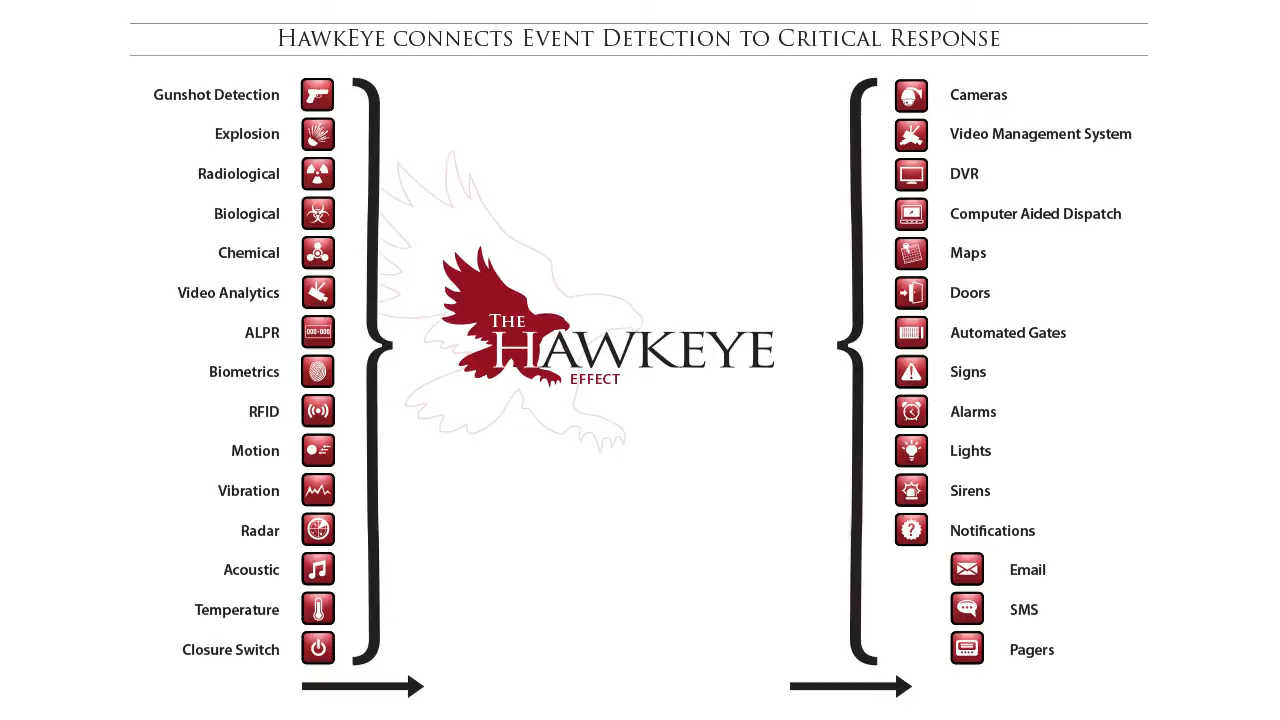 HawkEye connects Event Detection to Critical Response
Gunshot Detection
Explosion
Radiological
Biological
Chemical
Video Analytics
ALPR
Biometrics
RFID
Motion
Vibration
Radar
Acoustic
Temperature
Closure Switch
The
Hawkeye
EFFECT
Cameras
Video Management System
DVR
Computer Aided Dispatch
Maps
Doors
Automated Gates
Signs
Alarms
Lights
Sirens
Notifications
Email
SMS
Pagers